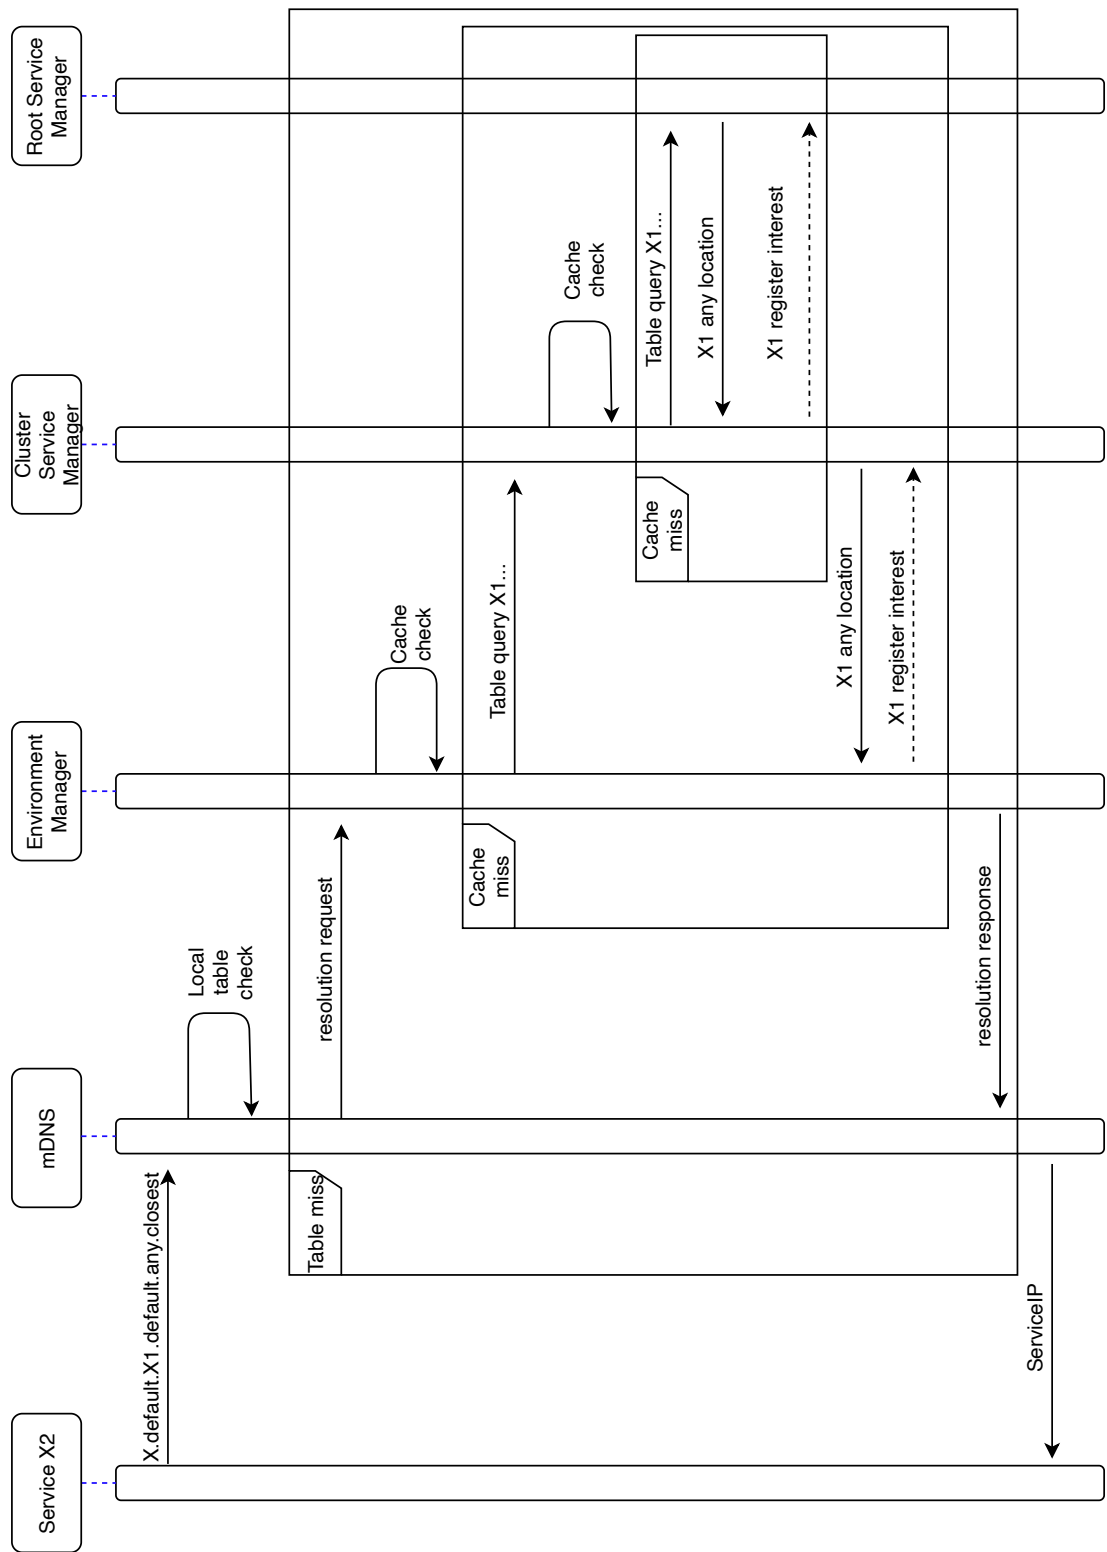 Service X2
mDNS
Environment
Manager
Cluster
Service
Manager
Root Service
Manager
X.default.X1.default.any.closest
Local
table
check
Table miss
resolution request
Cache
check
Cache
miss
Table query X1...
Cache
check
Cache
miss
Table query X1...
X1 any location
X1 register interest
X1 any location
X1 register interest
resolution response
ServiceIP